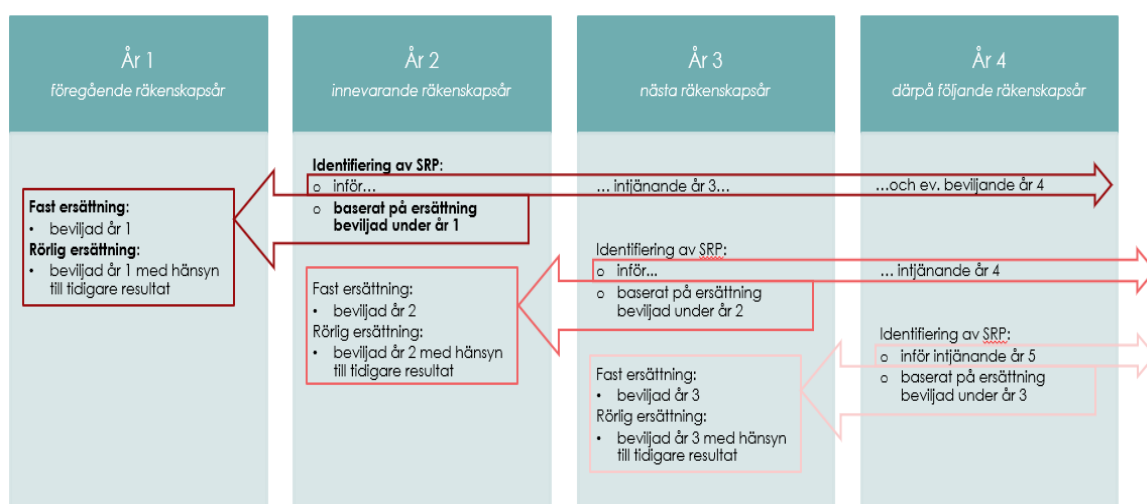 År 1
föregående räkenskapsår
År 2
innevarande räkenskapsår
År 3
nästa räkenskapsår
År 4
därpå följande räkenskapsår
Identifiering av SRP:
o inför...
... intjänande år 3...
...och ev. beviljande år 4
o baserat på ersättning
beviljad under år 1
Fast ersättning:
• beviljad år 1
Rörlig ersättning:
• beviljad år 1 med hänsyn
till tidigare resultat
Identifiering av SRP:
o inför...
... intjänande år 4
o baserat på ersättning
beviljad under år 2
Fast ersättning:
• beviljad år 2
Rörlig ersättning:
• beviljad år 2 med hänsyn
till tidigare resultat
Identifiering av SRP:
o inför intjänande år 5
o baserat på ersättning
beviljad under år 3
Fast ersättning:
• beviljad år 3
Rörlig ersättning:
• beviljad år 3 med hänsyn
till tidigare resultat